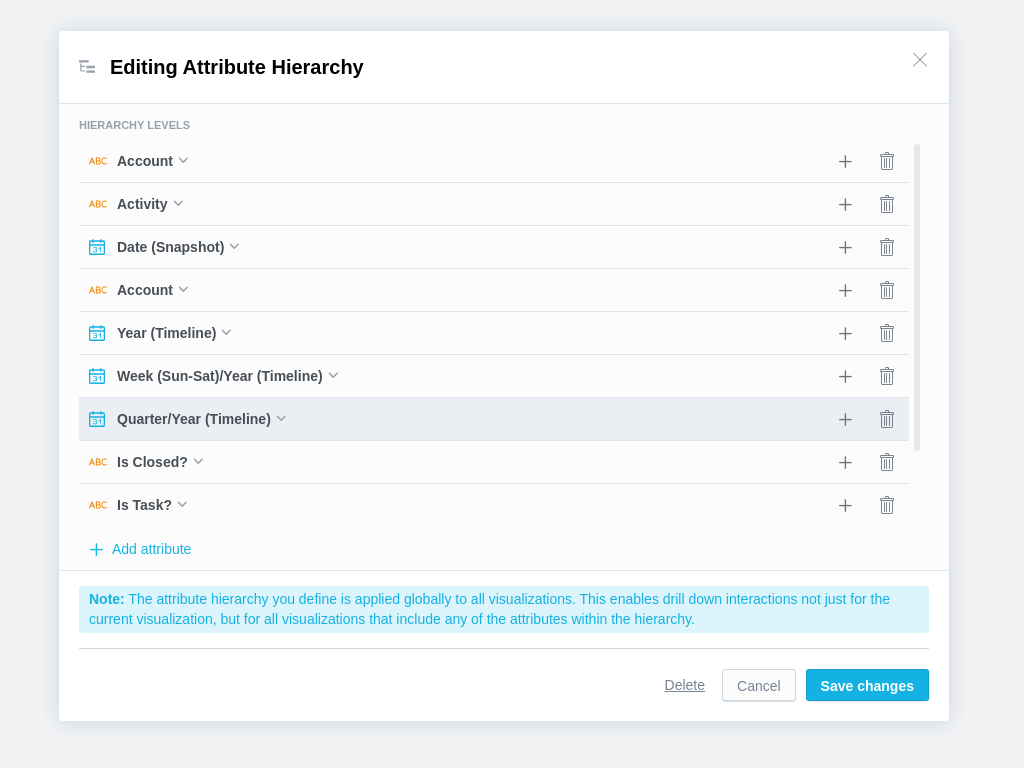 Editing Attribute Hierarchy
HIERARCHY LEVELS
ABC Account
ABC Activity
31 Date (Snapshot)
ABC Account
31 Year (Timeline)
31 Week (Sun-Sat)/Year (Timeline)
31 Quarter/Year (Timeline)
ABC Is Closed?
ABC Is Task?
Add attribute
Note: The attribute hierarchy you define is applied globally to all visualizations. This enables drill down interactions not just for the
current visualization, but for all visualizations that include any of the attributes within the hierarchy.
Delete Cancel Save changes